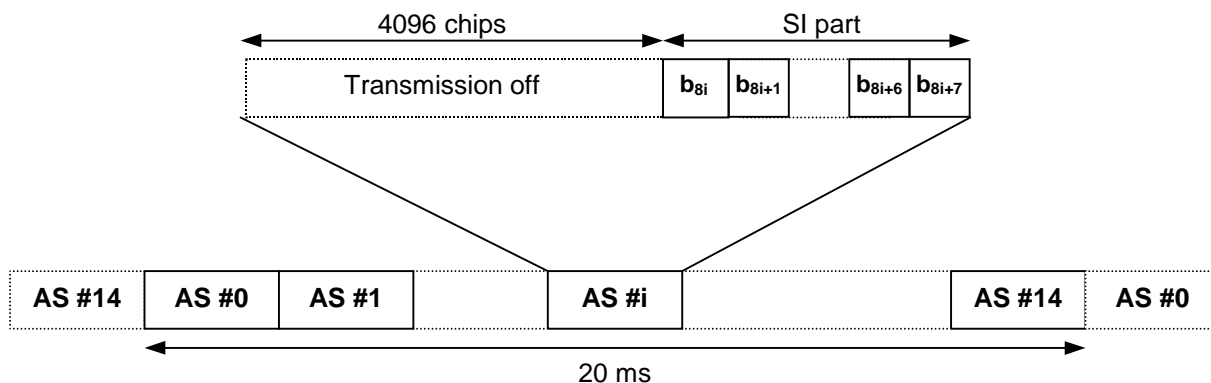 4096 chips SI part
Transmission off b8i b8i+1 b8i+6 b8i+7
AS #14 AS #0 AS #1 AS #i AS #14 AS #0
20 ms